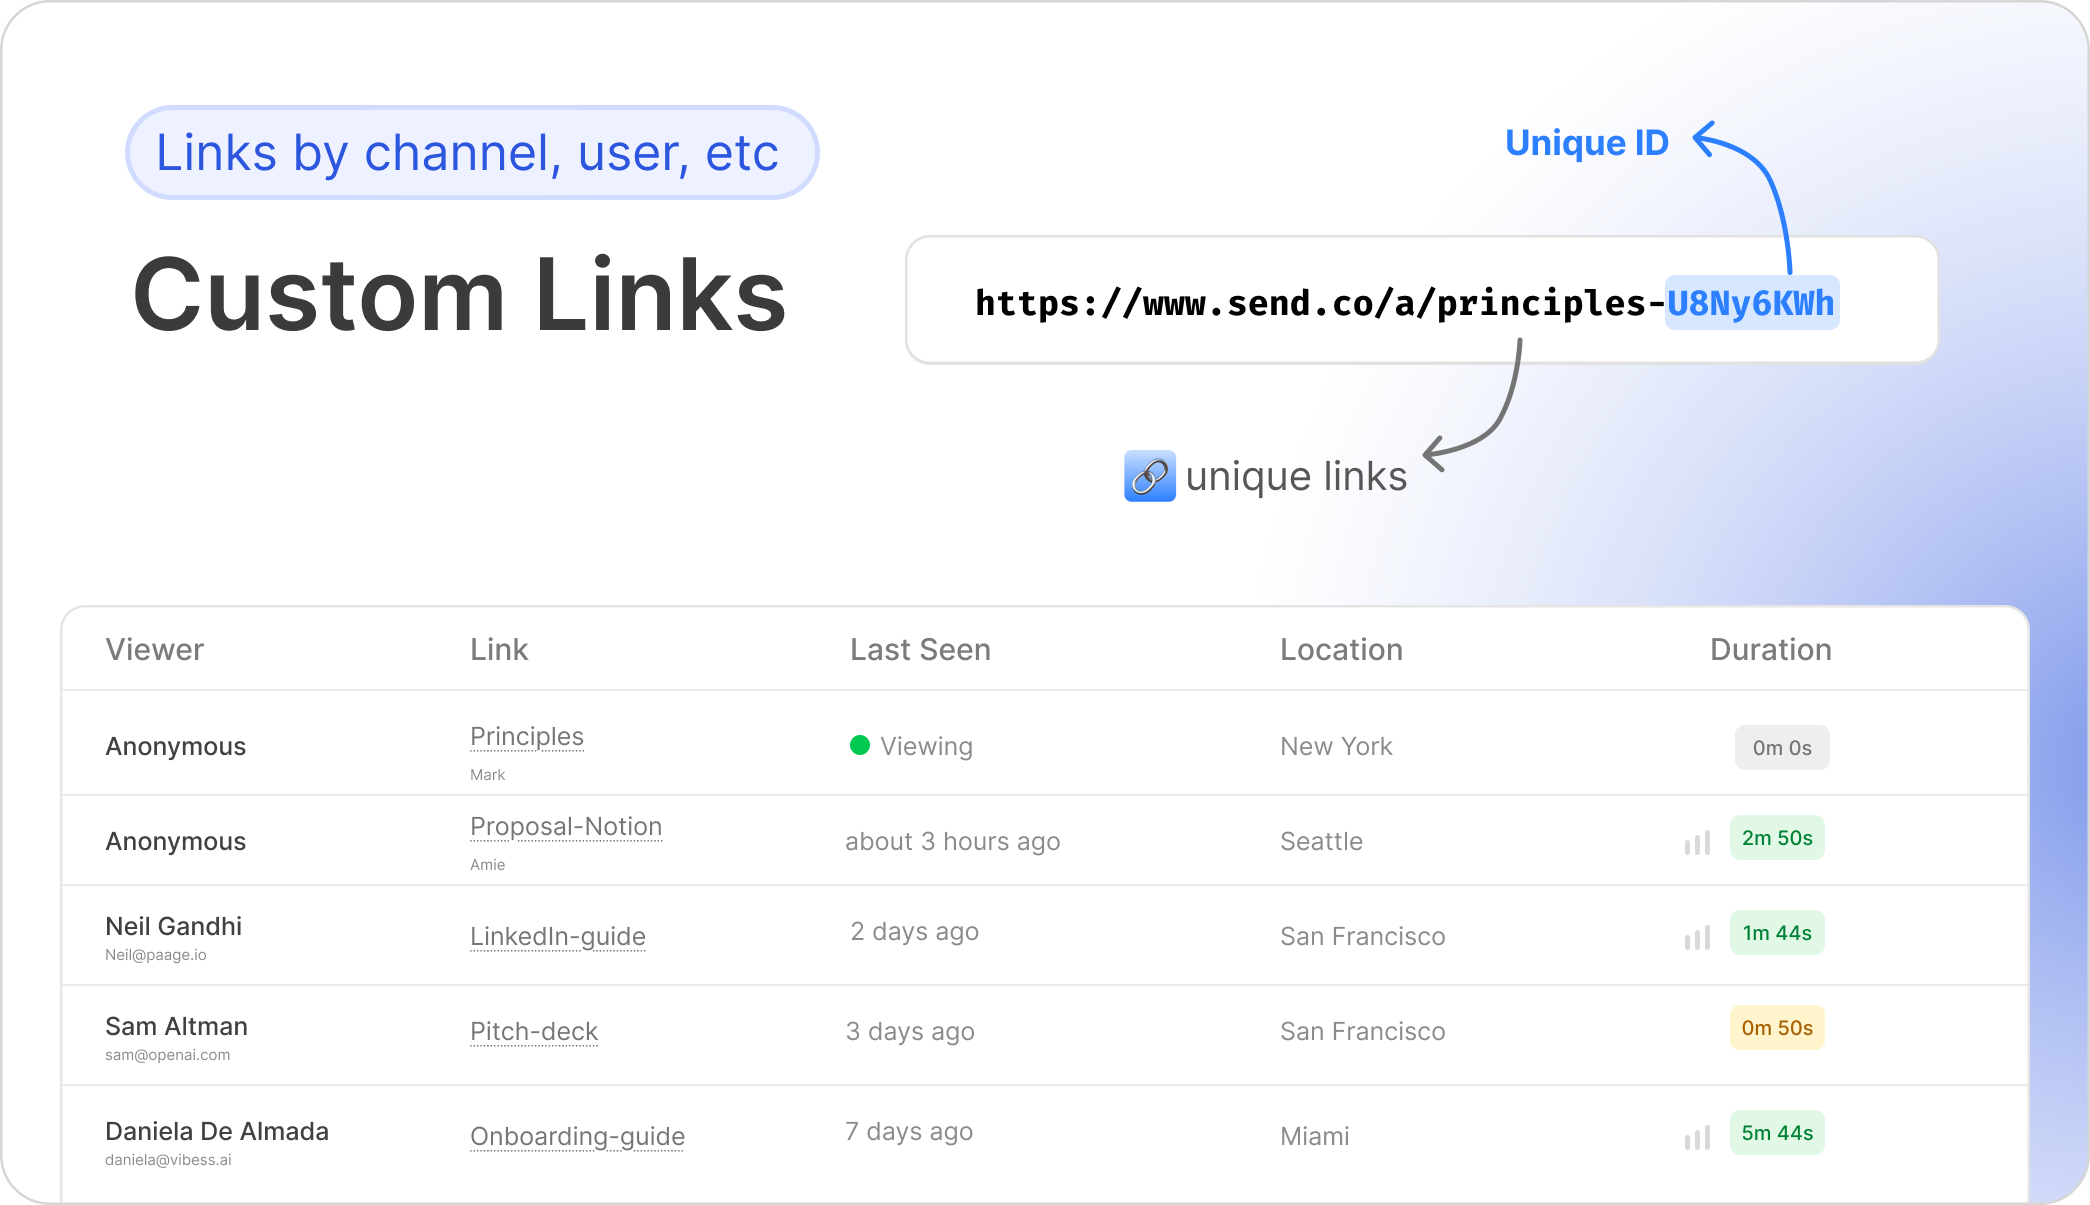 Links by channel, user, etc
Custom Links
Unique ID
https://www.send.co/a/principles-U8Ny6KWh
unique links
Viewer Link Last Seen Location Duration
Anonymous Principles Viewing New York 0m 0s
Mark
Anonymous Proposal-Notion about 3 hours ago Seattle 2m 50s
Amie
Neil Gandhi LinkedIn-guide 2 days ago San Francisco 1m 44s
Neil@paage.io
Sam Altman Pitch-deck 3 days ago San Francisco 0m 50s
sam@openai.com
Daniela De Almada Onboarding-guide 7 days ago Miami 5m 44s
daniela@vibess.ai